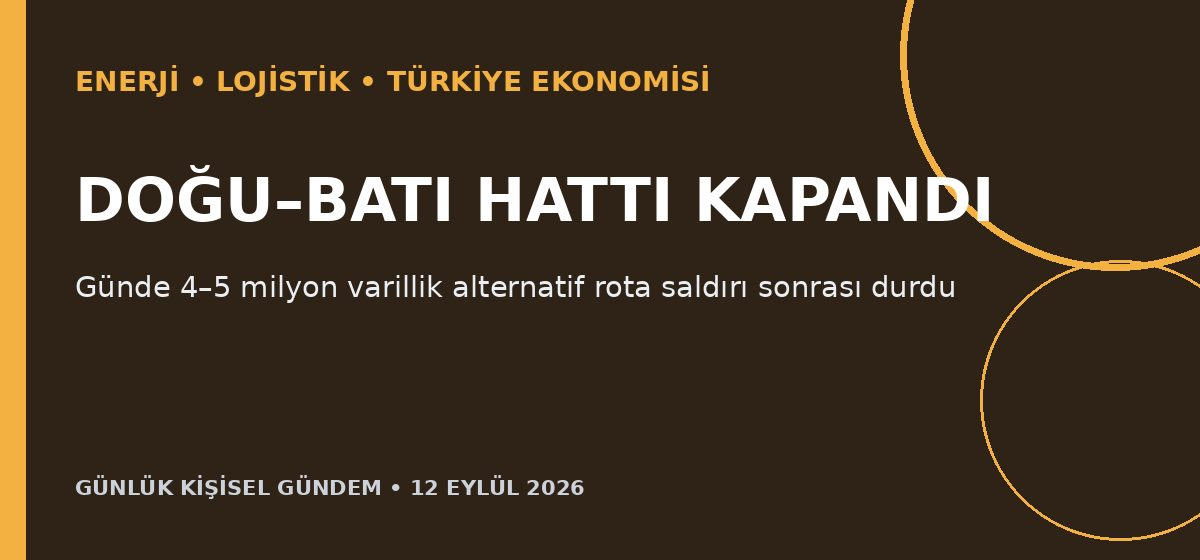 ENERJİ • LOJİSTİK • TÜRKİYE EKONOMİSİ
DOĞU–BATI HATTI KAPANDI
Günde 4–5 milyon varillik alternatif rota saldırı sonrası durdu
GÜNLÜK KİŞİSEL GÜNDEM • 12 EYLÜL 2026